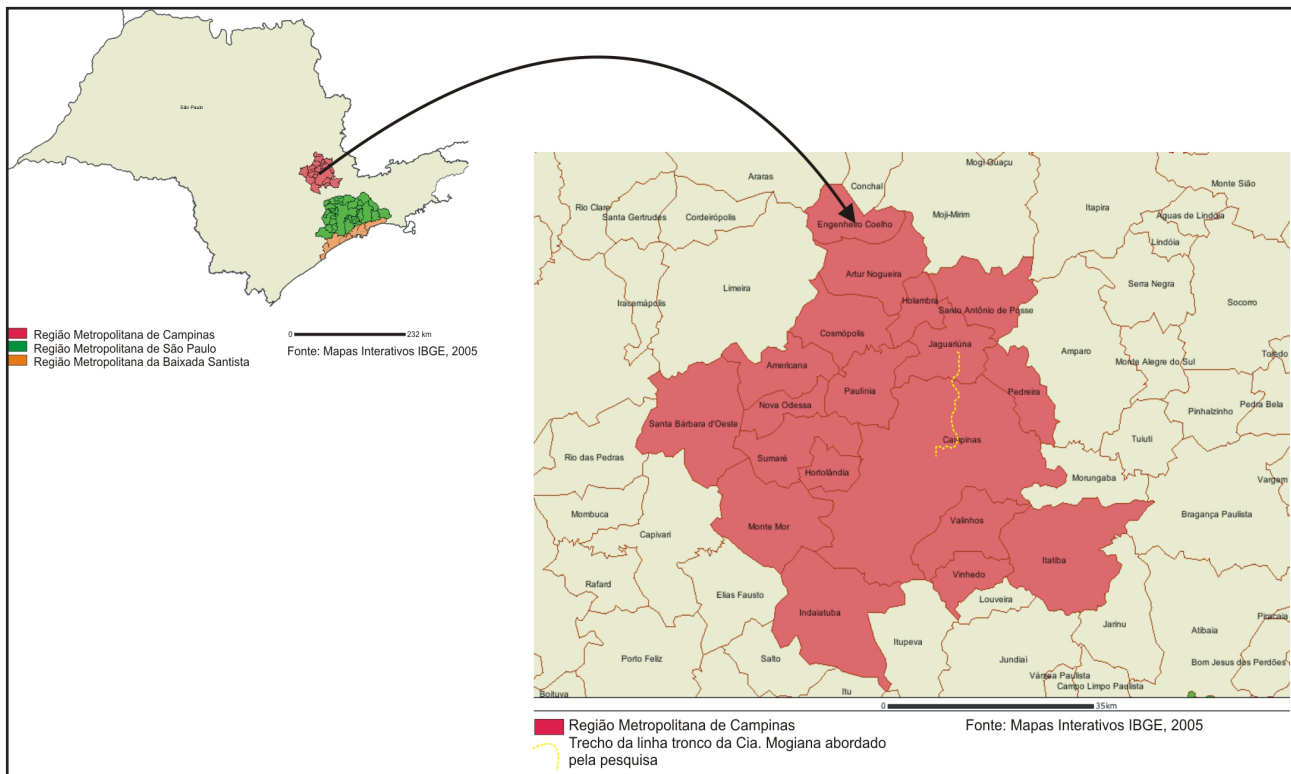 São Paulo
Região Metropolitana de Campinas
Região Metropolitana de São Paulo
Região Metropolitana da Baixada Santista
0 232 km
Fonte: Mapas Interativos IBGE, 2005
Mogi Guaçu
Araras
Conchal
Monte Sião
Rio Claro
Santa Gertrudes
Cordeirópolis
Engenheiro Coelho
Moji-Mirim
Itapira
Águas de Lindóia
Lindóia
Artur Nogueira
Limeira
Iracemápolis
Holambra
Santo Antônio de Posse
Serra Negra
Socorro
Cosmópolis
Jaguariúna
Amparo
Monte Alegre do Sul
Toledo
Americana
Paulínia
Pedreira
Nova Odessa
Pinhalzinho
Pedra Bela
Santa Bárbara d'Oeste
Campinas
Tuiuti
Rio das Pedras
Sumaré
Hortolândia
Morungaba
Vargem
Mombuca
Capivari
Monte Mor
Valinhos
Bragança Paulista
Itatiba
Rafard
Elias Fausto
Vinhedo
Louveira
Indaiatuba
Piracaia
Jarinu
Atibaia
Itupeva
Porto Feliz
Salto
Jundiaí
Bom Jesus dos Perdões
Várzea Paulista
Campo Limpo Paulista
Boituva
Itu
0 35km
Região Metropolitana de Campinas
Fonte: Mapas Interativos IBGE, 2005
Trecho da linha tronco da Cia. Mogiana abordado
pela pesquisa